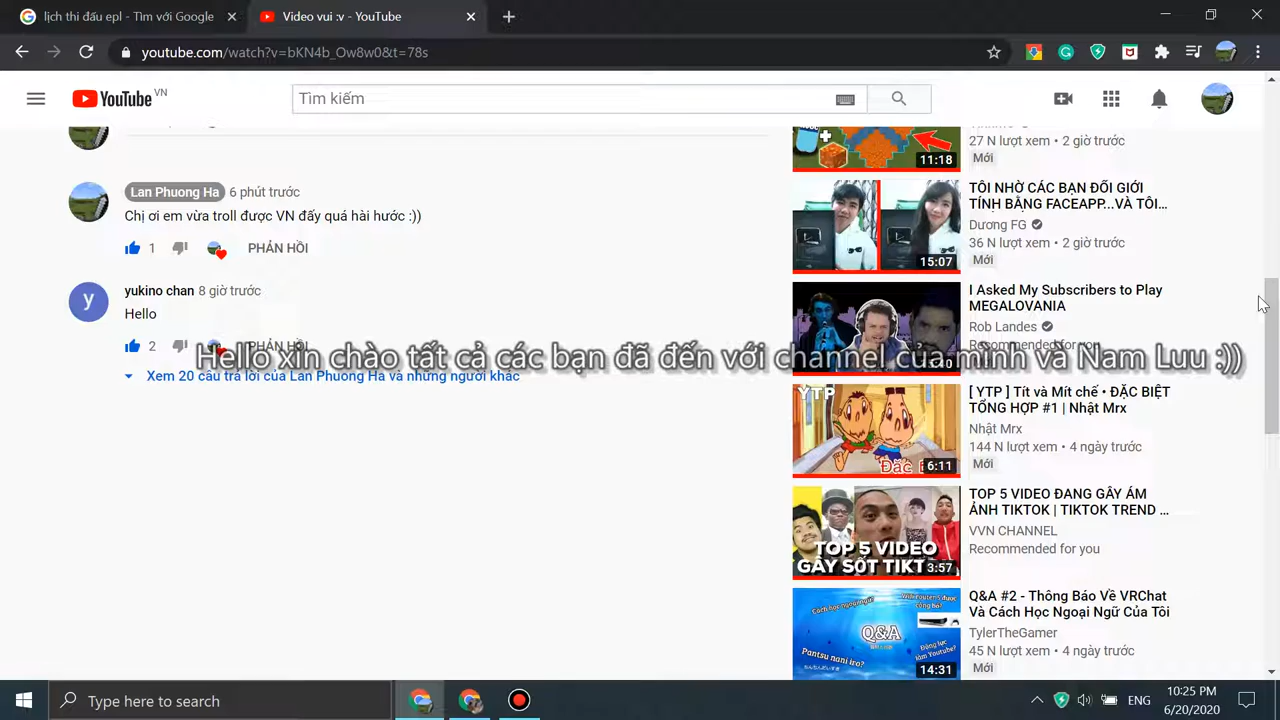 lịch thi đấu epl - Tìm với Google
Video vui :v - YouTube
youtube.com/watch?v=bKN4b_Ow8w0&t=78s
YouTube VN
Tìm kiếm
Lan Phuong Ha 6 phút trước
Chị ơi em vừa troll được VN đấy quá hài hước :))
1 PHẢN HỒI
yukino chan 8 giờ trước
Hello
2 PHẢN HỒI
Xem 20 câu trả lời của Lan Phuong Ha và những người khác
Hello xin chào tất cả các bạn đã đến với channel của mình và Nam Luu :))
27 N lượt xem • 2 giờ trước
Mới
11:18
TÔI NHỜ CÁC BẠN ĐỔI GIỚI
TÍNH BẰNG FACEAPP...VÀ TÔI...
Dương FG
36 N lượt xem • 2 giờ trước
Mới
15:07
I Asked My Subscribers to Play
MEGALOVANIA
Rob Landes
Recommended for you
[ YTP ] Tít và Mít chế • ĐẶC BIỆT
TỔNG HỢP #1 | Nhật Mrx
Nhật Mrx
144 N lượt xem • 4 ngày trước
Mới
YTP
6:11
TOP 5 VIDEO ĐANG GÂY ÁM
ẢNH TIKTOK | TIKTOK TREND ...
VVN CHANNEL
Recommended for you
TOP 5 VIDEO
GÂY SỐT TIKT
3:57
Q&A #2 - Thông Báo Về VRChat
Và Cách Học Ngoại Ngữ Của Tôi
TylerTheGamer
45 N lượt xem • 4 ngày trước
Mới
Q&A
Động lực
làm Youtube?
Pantsu nani iro?
14:31
Type here to search
ENG
10:25 PM
6/20/2020